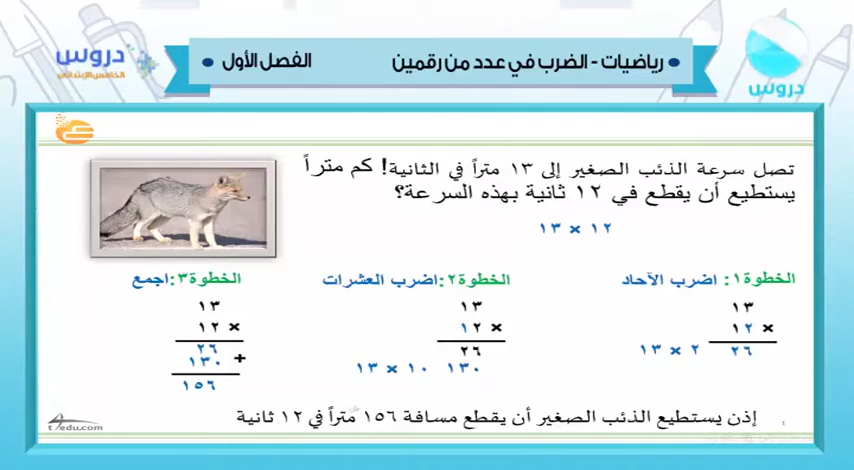 دروس
الخامس الإبتدائي
رياضيات - الضرب في عدد من رقمين
الفصل الأول
دروس
تصل سرعة الذئب الصغير إلى ١٣ متراً في الثانية! كم متراً
يستطيع أن يقطع في ١٢ ثانية بهذه السرعة؟
١٢ × ١٣
الخطوة١: اضرب الآحاد
١٣
١٢ ×
٢٦
٢ × ١٣
الخطوة٢: اضرب العشرات
١٣
١٢ ×
٢٦
١٣٠
١٠ × ١٣
الخطوة٣: اجمع
١٣
١٢ ×
٢٦
١٣٠ +
١٥٦
إذن يستطيع الذئب الصغير أن يقطع مسافة ١٥٦ متراً في ١٢ ثانية
٤